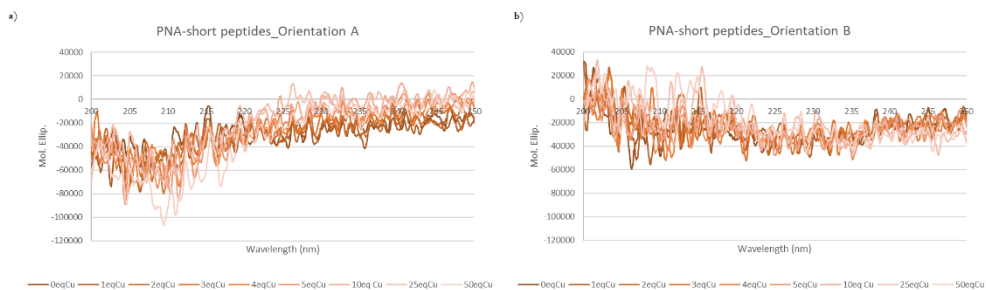 a)
PNA-short peptides_Orientation A
40000
20000
0
-20000
-40000
-60000
-80000
-100000
-120000
200 205 210 215 220 225 230 235 240 245 250
Mol. Ellip.
Wavelength (nm)
0eqCu 1eqCu 2eqCu 3eqCu 4eqCu 5eqCu 10eq Cu 25eqCu 50eqCu
b)
PNA-short peptides_Orientation B
40000
20000
0
-20000
-40000
-60000
-80000
-100000
-120000
200 205 210 215 220 225 230 235 240 245 250
Mol. Ellip.
Wavelength (nm)
0eqCu 1eqCu 2eqCu 3eqCu 4eqCu 5eqCu 10eqCu 25eqCu 50eqCu